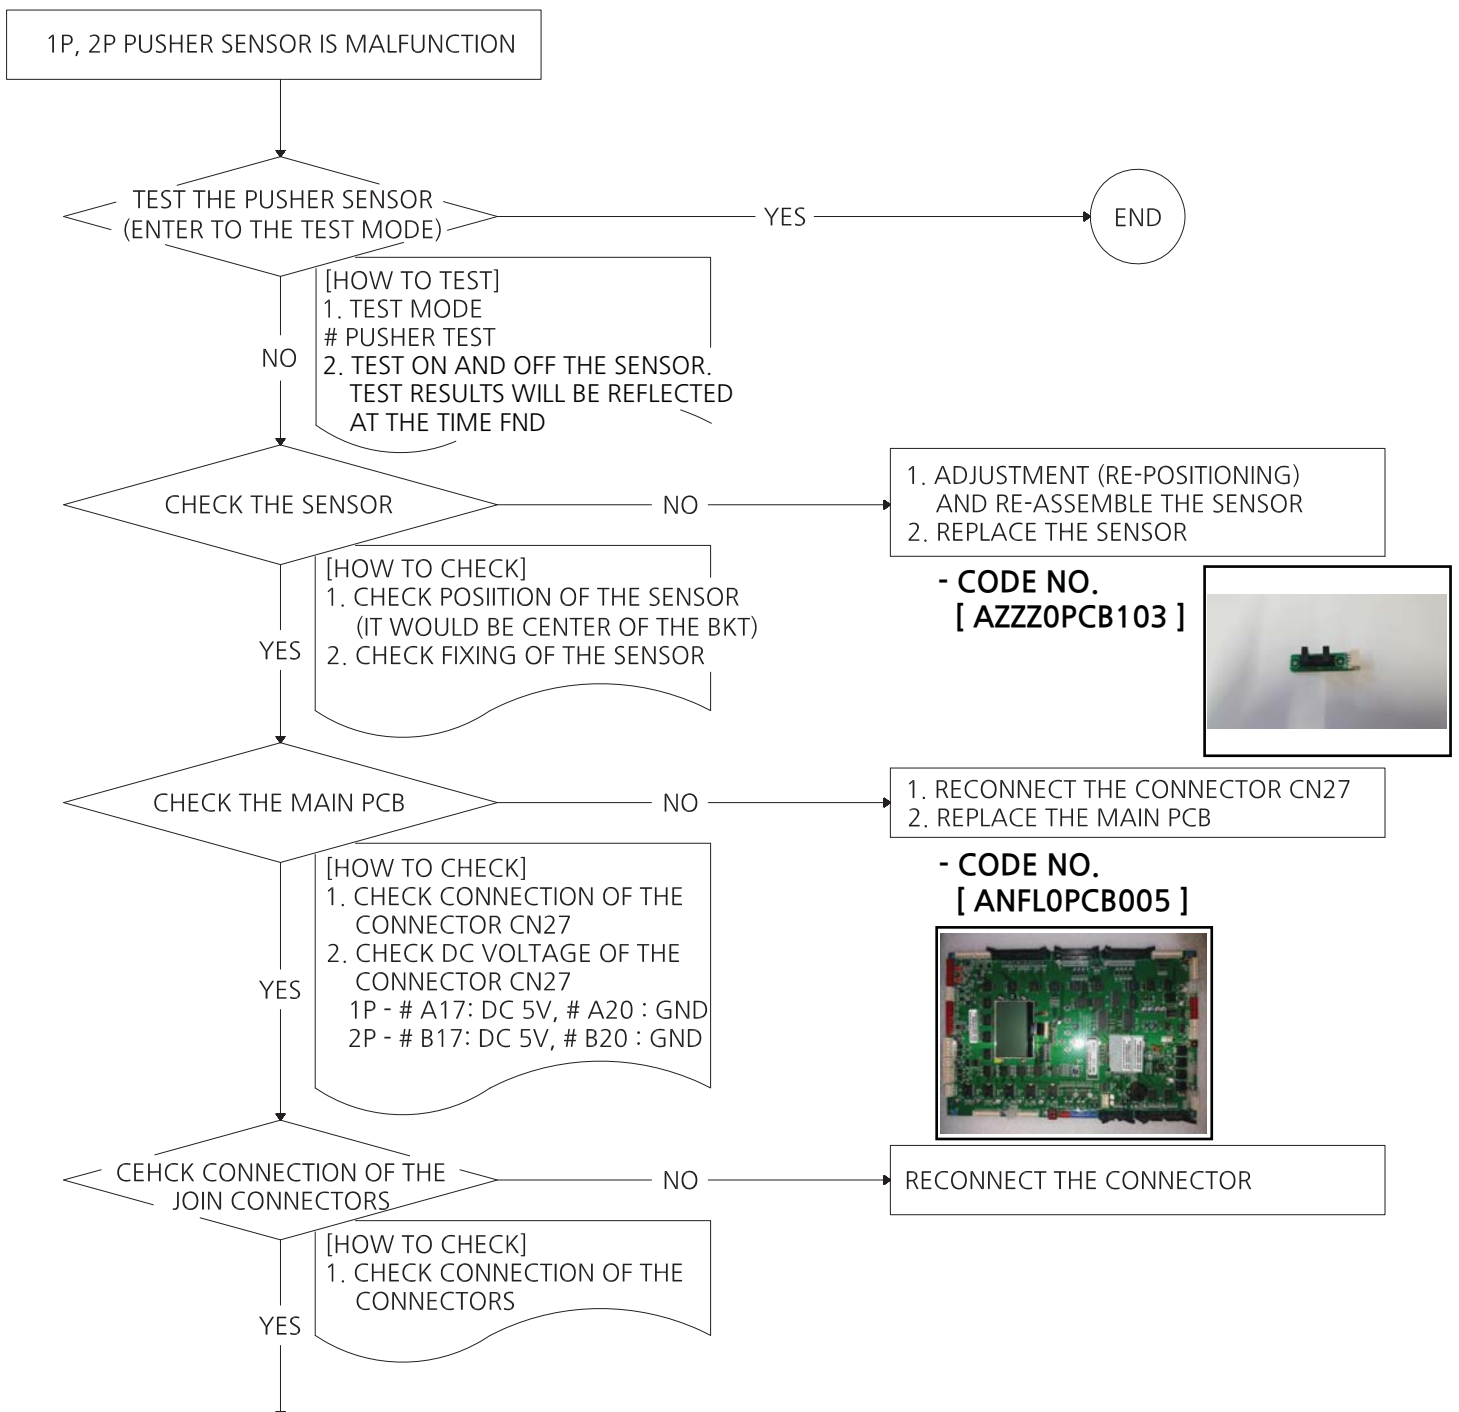 1P, 2P PUSHER SENSOR IS MALFUNCTION
TEST THE PUSHER SENSOR
(ENTER TO THE TEST MODE)
YES
END
[HOW TO TEST]
1. TEST MODE
# PUSHER TEST
2. TEST ON AND OFF THE SENSOR.
TEST RESULTS WILL BE REFLECTED
AT THE TIME FND
NO
CHECK THE SENSOR
NO
1. ADJUSTMENT (RE-POSITIONING)
AND RE-ASSEMBLE THE SENSOR
2. REPLACE THE SENSOR
- CODE NO.
[ AZZZ0PCB103 ]
[HOW TO CHECK]
1. CHECK POSIITION OF THE SENSOR
(IT WOULD BE CENTER OF THE BKT)
2. CHECK FIXING OF THE SENSOR
YES
CHECK THE MAIN PCB
NO
1. RECONNECT THE CONNECTOR CN27
2. REPLACE THE MAIN PCB
- CODE NO.
[ ANFL0PCB005 ]
[HOW TO CHECK]
1. CHECK CONNECTION OF THE
CONNECTOR CN27
2. CHECK DC VOLTAGE OF THE
CONNECTOR CN27
1P - # A17: DC 5V, # A20 : GND
2P - # B17: DC 5V, # B20 : GND
YES
CEHCK CONNECTION OF THE
JOIN CONNECTORS
NO
RECONNECT THE CONNECTOR
[HOW TO CHECK]
1. CHECK CONNECTION OF THE
CONNECTORS
YES